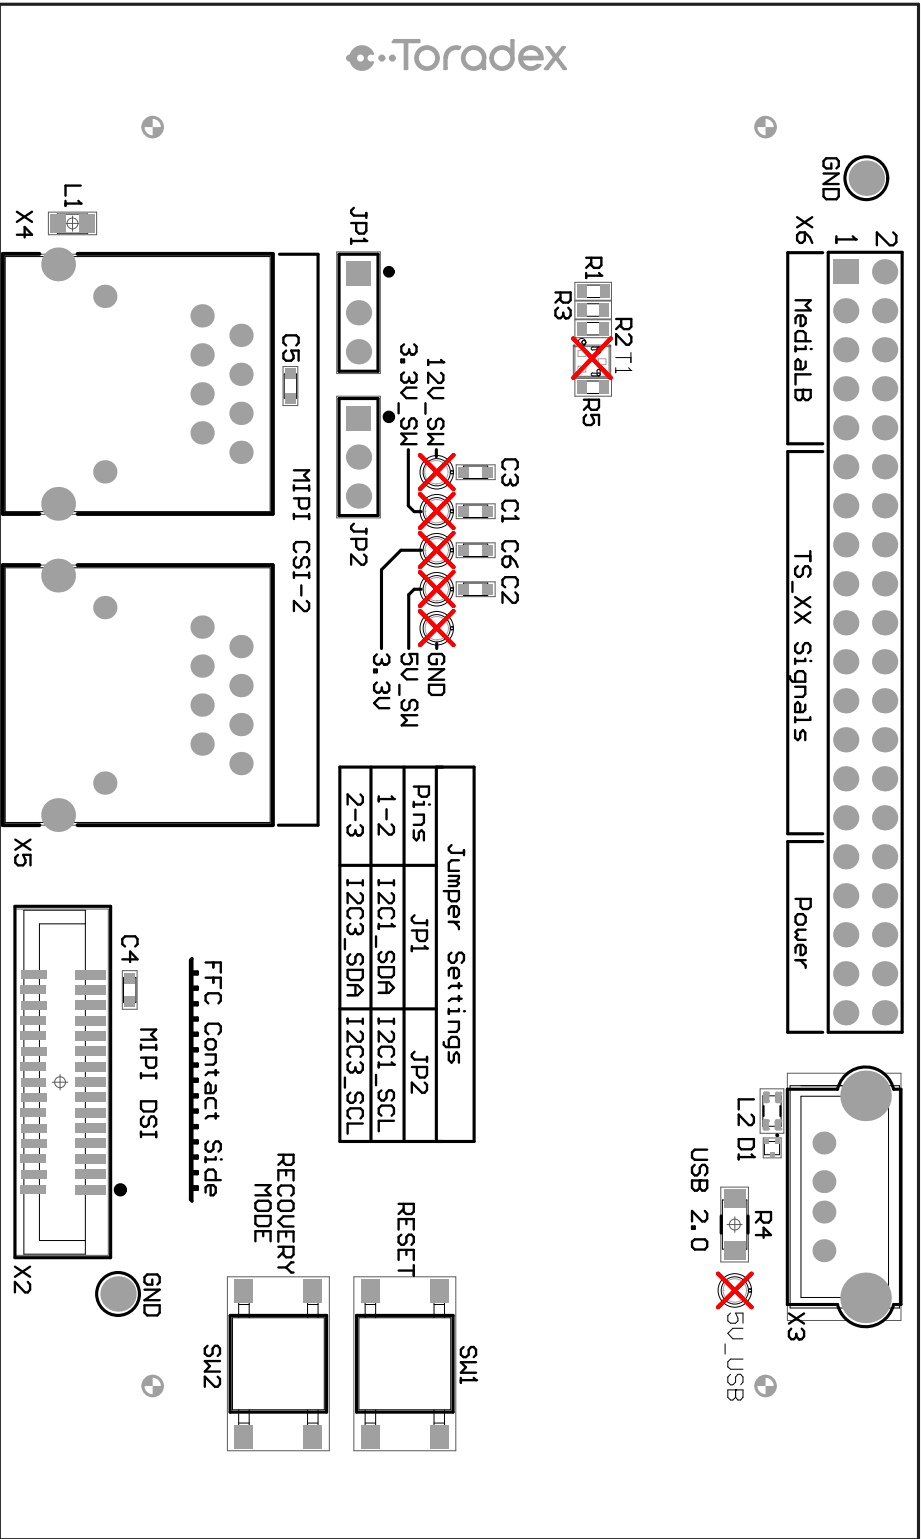 Toradex
GND
L1
X4
JP1
X6
1
2
R1
R3
R2
T1
R5
MediaLB
C5
12V_SW
3.3V_SW
C3
C1
C6
C2
JP2
MIPI CSI-2
TS_XX Signals
GND
5V_SW
3.3V
Jumper Settings
Pins JP1 JP2
1-2 I2C1_SDA I2C1_SCL
2-3 I2C3_SDA I2C3_SCL
X5
Power
C4
FFC Contact Side
MIPI DSI
L2
D1
USB 2.0
R4
RECOVERY
MODE
RESET
X2
GND
X3
5V_USB
SW2
SW1